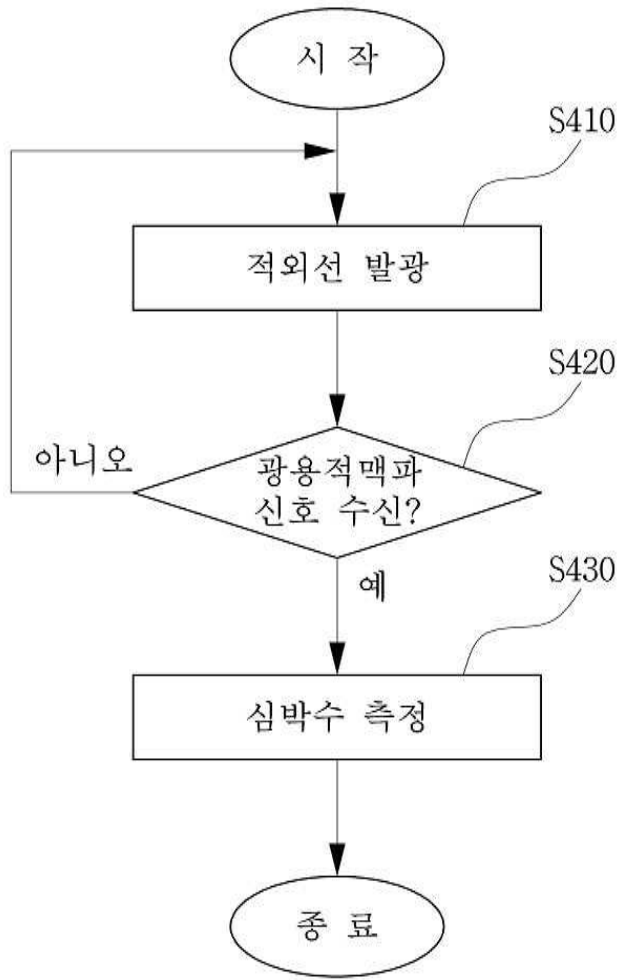 시 작
S410
적외선 발광
S420
아니오
광용적맥파
신호 수신?
예
S430
심박수 측정
종 료